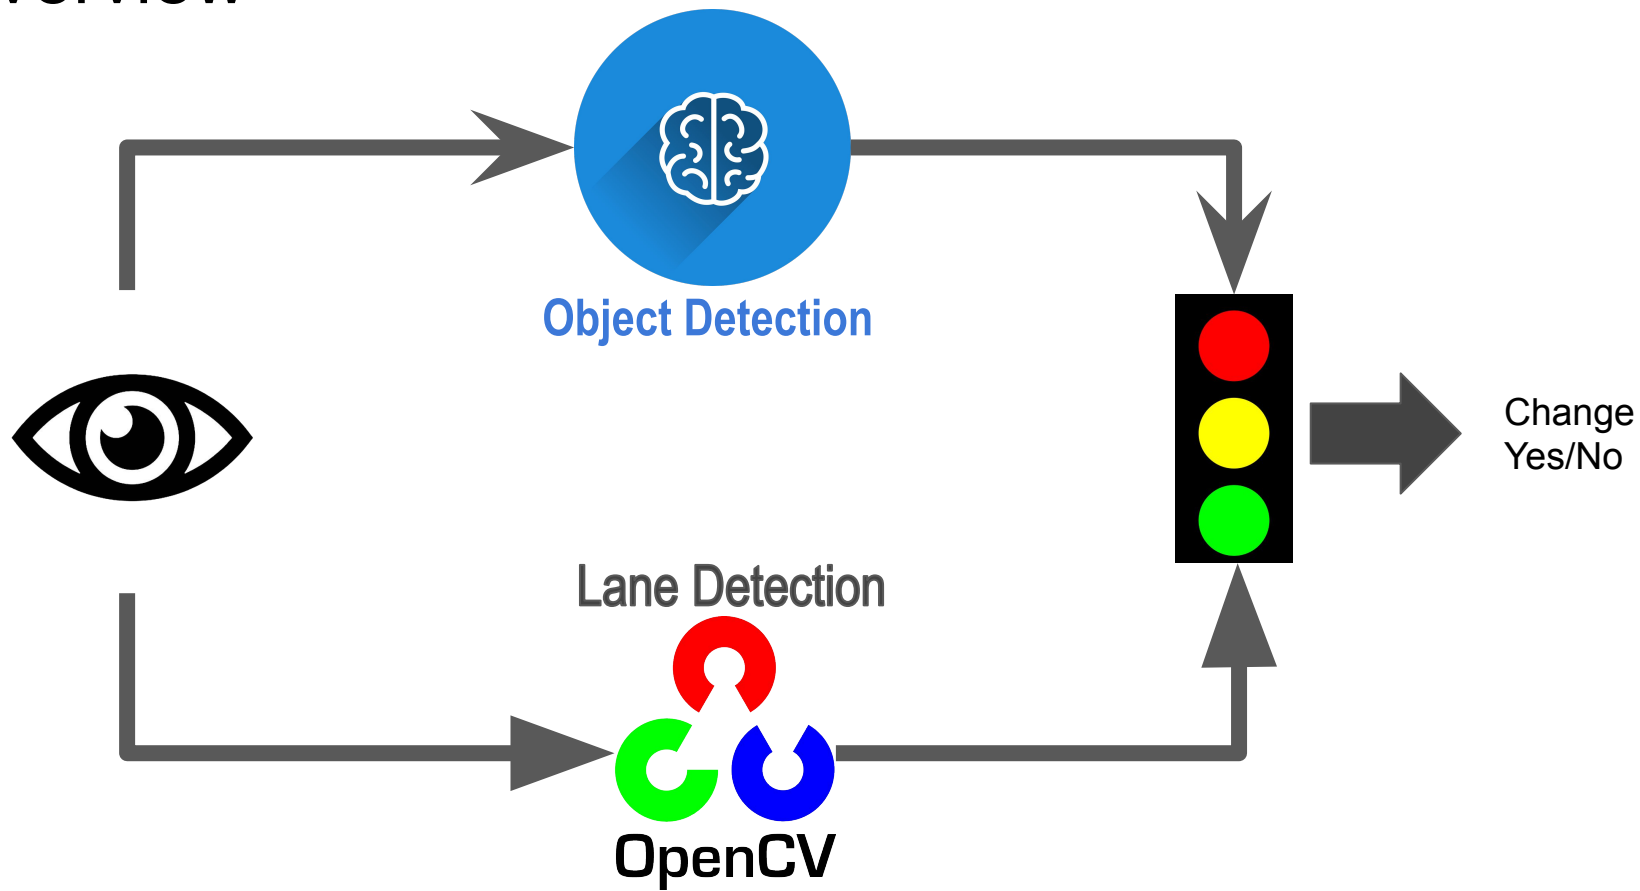 Object Detection
Change
Yes/No
Lane Detection
OpenCV